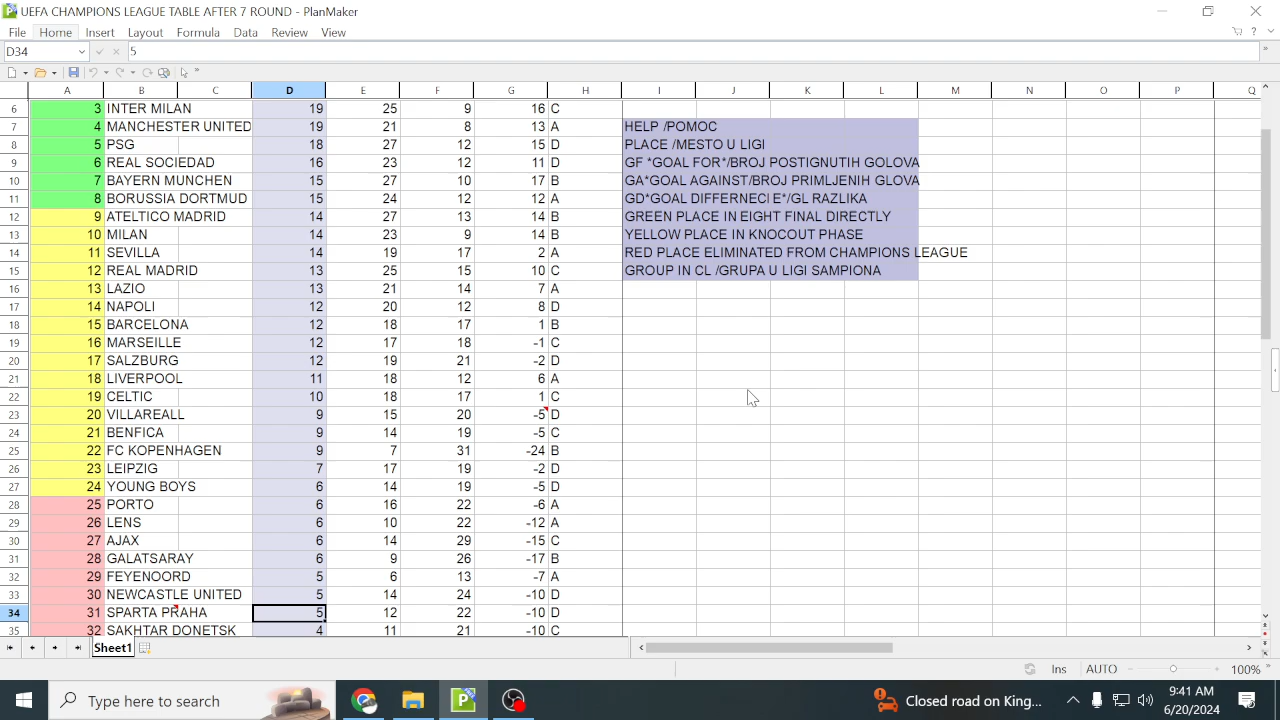 UEFA CHAMPIONS LEAGUE TABLE AFTER 7 ROUND - PlanMaker
File Home Insert Layout Formula Data Review View
D34 5
A B C D E F G H I J K L M N O P Q
6 3 INTER MILAN 19 25 9 16 C
7 4 MANCHESTER UNITED 19 21 8 13 A HELP /POMOC
8 5 PSG 18 27 12 15 D PLACE /MESTO U LIGI
9 6 REAL SOCIEDAD 16 23 12 11 D GF *GOAL FOR*/BROJ POSTIGNUTIH GOLOVA
10 7 BAYERN MUNCHEN 15 27 10 17 B GA*GOAL AGAINST/BROJ PRIMLJENIH GLOVA
11 8 BORUSSIA DORTMUD 15 24 12 12 A GD*GOAL DIFFERNECI E*/GL RAZLIKA
12 9 ATELTICO MADRID 14 27 13 14 B GREEN PLACE IN EIGHT FINAL DIRECTLY
13 10 MILAN 14 23 9 14 B YELLOW PLACE IN KNOCOUT PHASE
14 11 SEVILLA 14 19 17 2 A RED PLACE ELIMINATED FROM CHAMPIONS LEAGUE
15 12 REAL MADRID 13 25 15 10 C GROUP IN CL /GRUPA U LIGI SAMPIONA
16 13 LAZIO 13 21 14 7 A
17 14 NAPOLI 12 20 12 8 D
18 15 BARCELONA 12 18 17 1 B
19 16 MARSEILLE 12 17 18 -1 C
20 17 SALZBURG 12 19 21 -2 D
21 18 LIVERPOOL 11 18 12 6 A
22 19 CELTIC 10 18 17 1 C
23 20 VILLAREALL 9 15 20 -5 D
24 21 BENFICA 9 14 19 -5 C
25 22 FC KOPENHAGEN 9 7 31 -24 B
26 23 LEIPZIG 7 17 19 -2 D
27 24 YOUNG BOYS 6 14 19 -5 D
28 25 PORTO 6 16 22 -6 A
29 26 LENS 6 10 22 -12 A
30 27 AJAX 6 14 29 -15 C
31 28 GALATSARAY 6 9 26 -17 B
32 29 FEYENOORD 5 6 13 -7 A
33 30 NEWCASTLE UNITED 5 14 24 -10 D
34 31 SPARTA PRAHA 5 12 22 -10 D
35 32 SAKHTAR DONETSK 4 11 21 -10 C
Sheet1
Ins AUTO 100%
Type here to search Closed road on King... 9:41 AM
6/20/2024